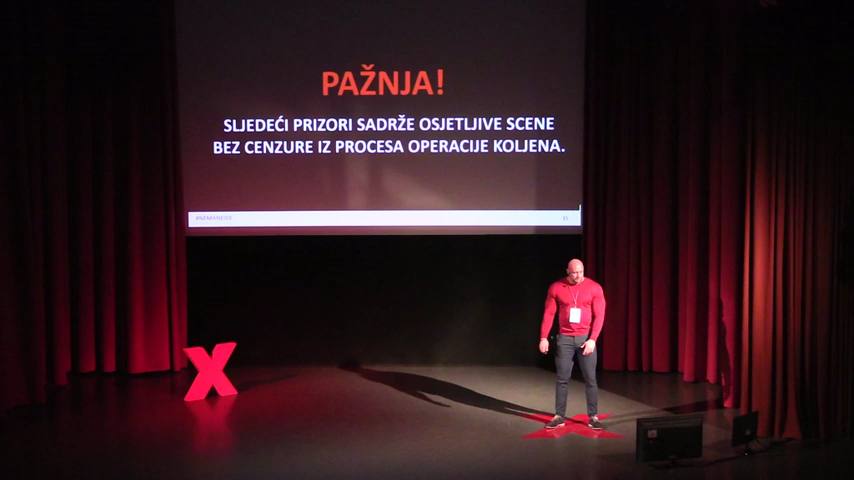 PAŽNJA!
SLJEDEĆI PRIZORI SADRŽE OSJETLJIVE SCENE
BEZ CENZURE IZ PROCESA OPERACIJE KOLJENA.
X